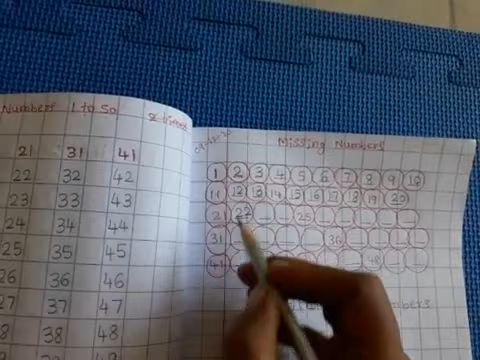 Numbers 1 to 50
21 31 41
22 32 42
23 33 43
24 34 44
25 35 45
26 36 46
27 37 47
38 48
Missing Numbers
1 2 3 4 5 6 7 8 9 10
11 12 13 14 15 16 17 18 19 20
21 22 _ _ 25 _ _ _ _ _
31 _ _ _ _ 36 _ _ _ _
41 _ _ _ _ 48 _ _